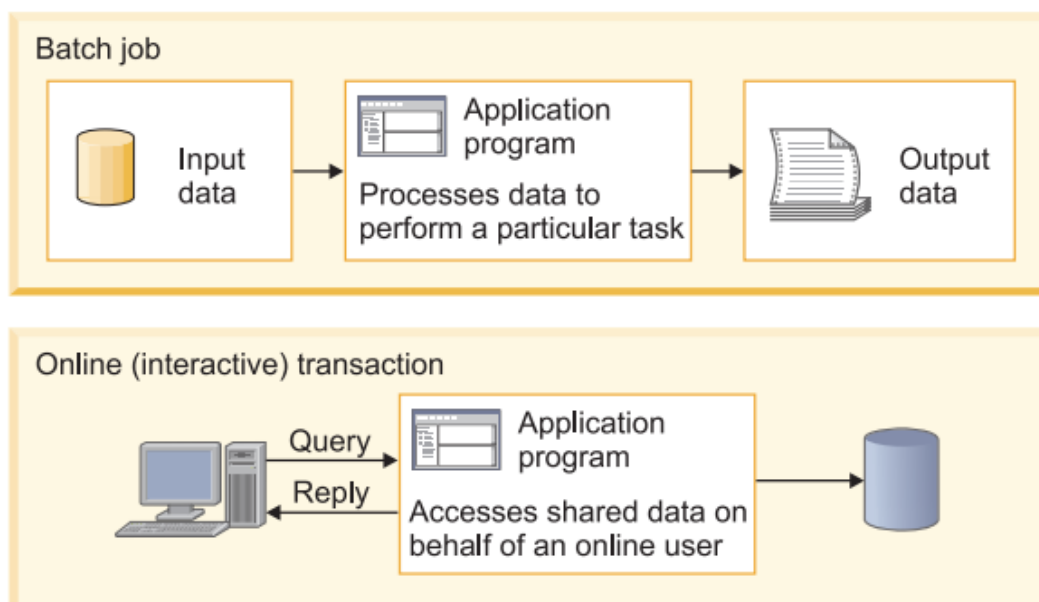 Batch job
Input
data
Application
program
Processes data to
perform a particular task
Output
data
Online (interactive) transaction
Query
Reply
Application
program
Accesses shared data on
behalf of an online user